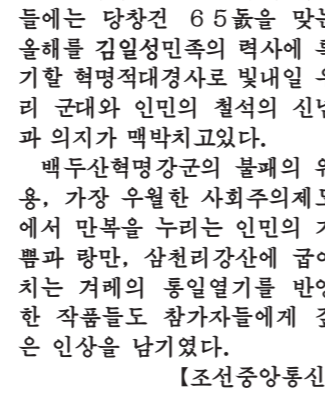 들에는 당창건 ６５돐을 맞는
올해를 김일성민족의 력사에 특
기할 혁명적대경사로 빛내일 우
리 군대와 인민의 철석의 신념
과 의지가 맥박치고있다.
백두산혁명강군의 불패의 위
용, 가장 우월한 사회주의제도
에서 만복을 누리는 인민의 기
쁨과 랑만, 삼천리강산에 굽이
치는 겨레의 통일열기를 반영
한 작품들도 참가자들에게 깊
은 인상을 남기였다.
【조선중앙통신